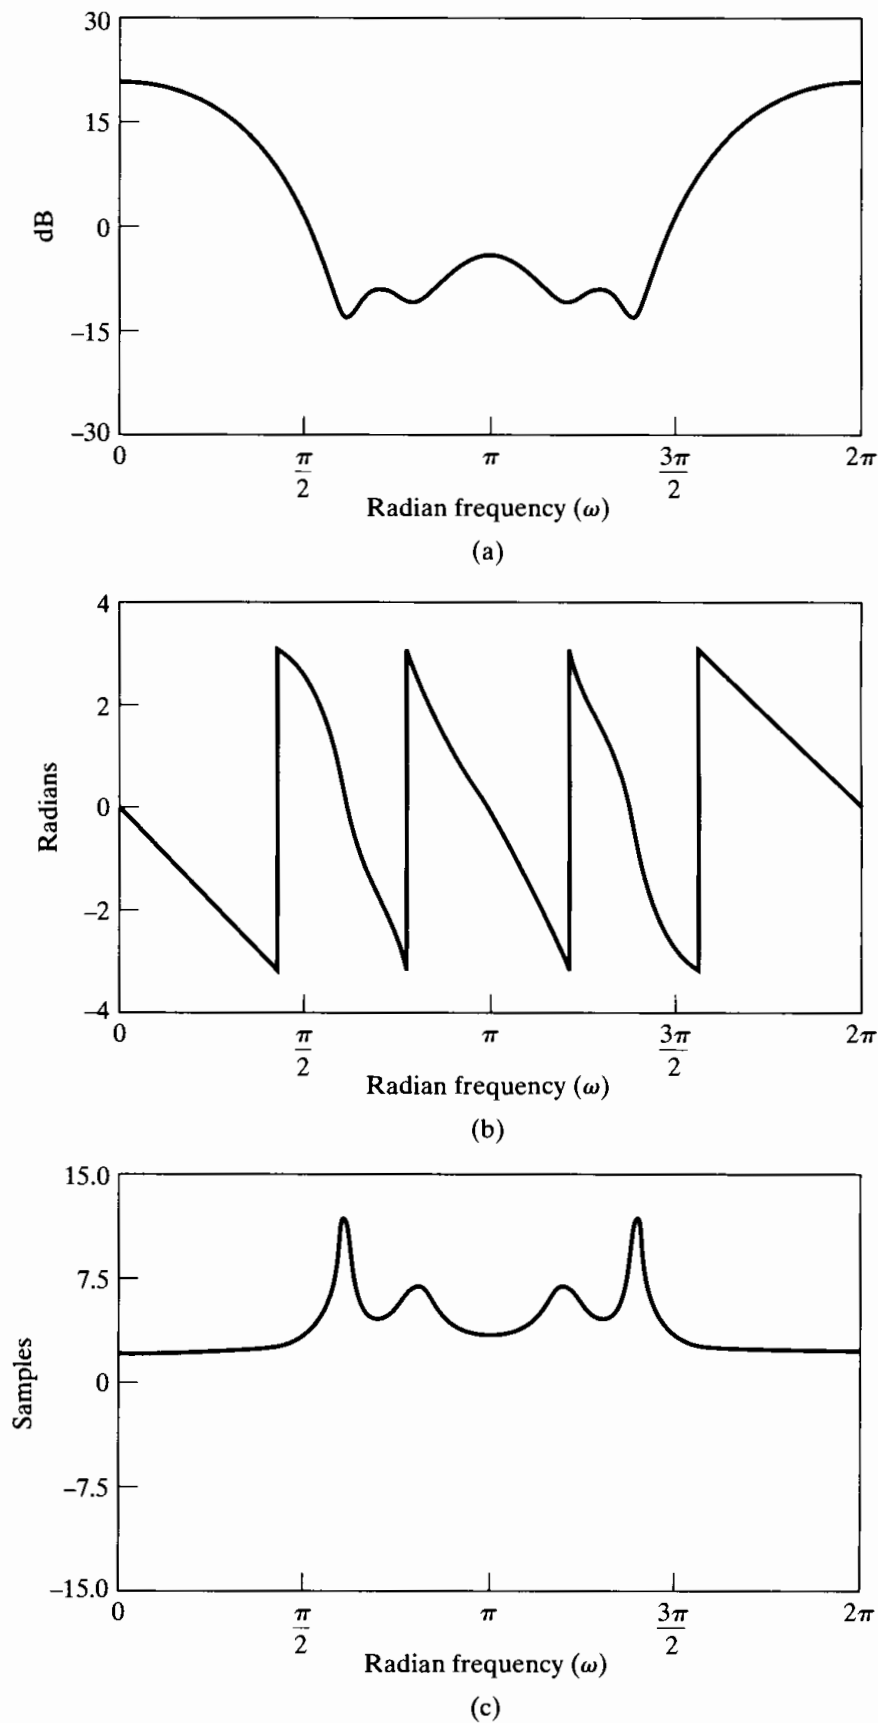 30
15
0
dB
–15
–30
0
π/2
π
3π/2
2π
Radian frequency (ω)
(a)
4
2
0
Radians
–2
–4
0
π/2
π
3π/2
2π
Radian frequency (ω)
(b)
15.0
7.5
0
Samples
–7.5
–15.0
0
π/2
π
3π/2
2π
Radian frequency (ω)
(c)